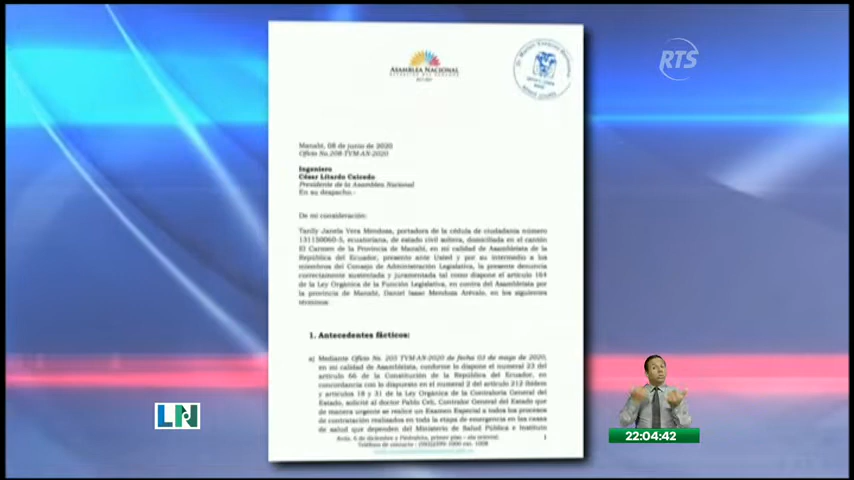 RTS
ASAMBLEA NACIONAL
REPÚBLICA DEL ECUADOR
Manabí, 08 de junio de 2020
Oficio No.208-TVM-AN-2020
Ingeniero
César Litardo Caicedo
Presidente de la Asamblea Nacional
En su despacho.-
De mi consideración:
Tanlly Janela Vera Mendoza, portadora de la cédula de ciudadanía número
131150060-5, ecuatoriana, de estado civil soltera, domiciliada en el cantón
El Carmen de la Provincia de Manabí, en mi calidad de Asambleísta de la
República del Ecuador, presento ante Usted y por su intermedio a los
miembros del Consejo de Administración Legislativa, la presente denuncia
correctamente sustentada y juramentada tal como dispone el artículo 164
de la Ley Orgánica de la Función Legislativa, en contra del Asambleísta por
la provincia de Manabí, Daniel Isaac Mendoza Arévalo, en los siguientes
términos:
1. Antecedentes fácticos:
a) Mediante Oficio No. 205 TVM-AN-2020 de fecha 03 de mayo de 2020,
en mi calidad de Asambleísta, conforme lo dispone el numeral 23 del
artículo 66 de la Constitución de la República del Ecuador, en
concordancia con lo dispuesto en el numeral 2 del artículo 212 Ibídem
y artículos 18 y 31 de la Ley Orgánica de la Contraloría General del
Estado, solicité al doctor Pablo Celi, Contralor General del Estado que
de manera urgente se realice un Examen Especial a todos los procesos
de contratación realizados en toda la etapa de emergencia en las casas
de salud que dependen del Ministerio de Salud Pública e Instituto
1
LN
22:04:42